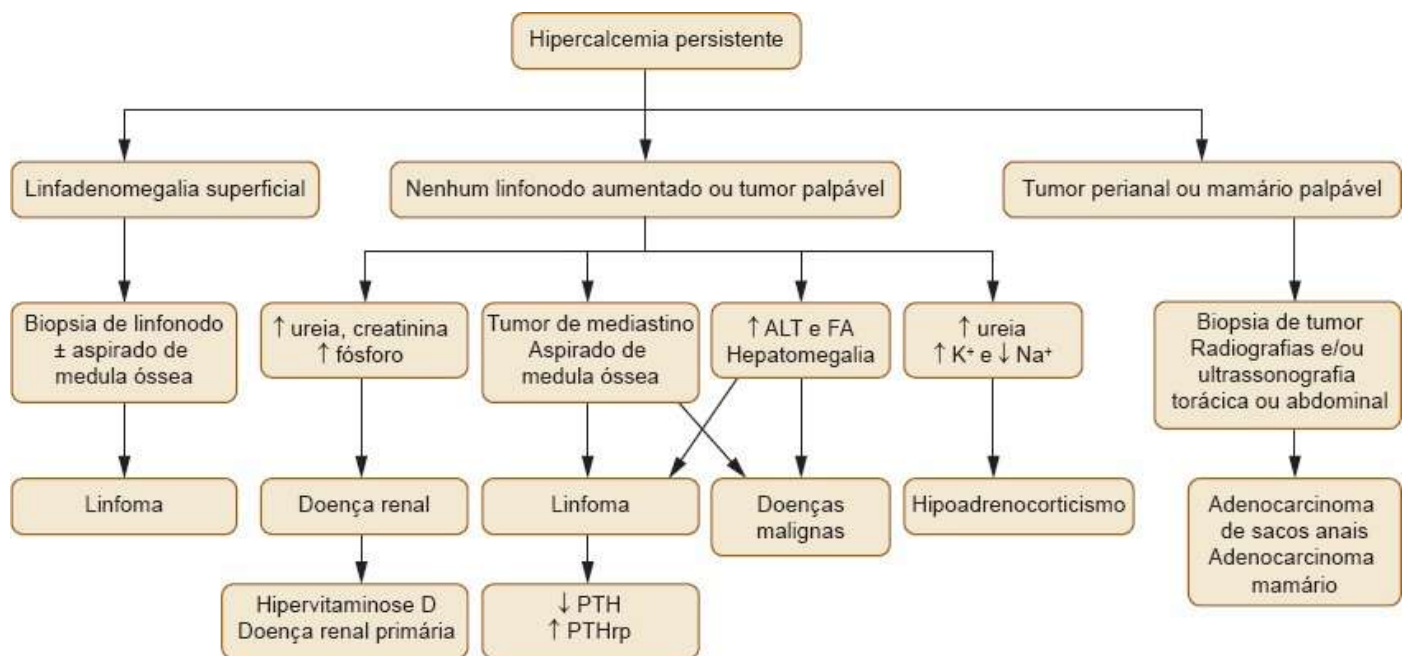 Hipercalcemia persistente
Linfadenomegalia superficial
Nenhum linfonodo aumentado ou tumor palpável
Tumor perianal ou mamário palpável
Biopsia de linfonodo
± aspirado de
medula óssea
↑ ureia, creatinina
↑ fósforo
Tumor de mediastino
Aspirado de
medula óssea
↑ ALT e FA
Hepatomegalia
↑ ureia
↑ K⁺ e ↓ Na⁺
Biopsia de tumor
Radiografias e/ou
ultrassonografia
torácica ou abdominal
Linfoma
Doença renal
Linfoma
Doenças
malignas
Hipoadrenocorticismo
Adenocarcinoma
de sacos anais
Adenocarcinoma
mamário
Hipervitaminose D
Doença renal primária
↓ PTH
↑ PTHrp